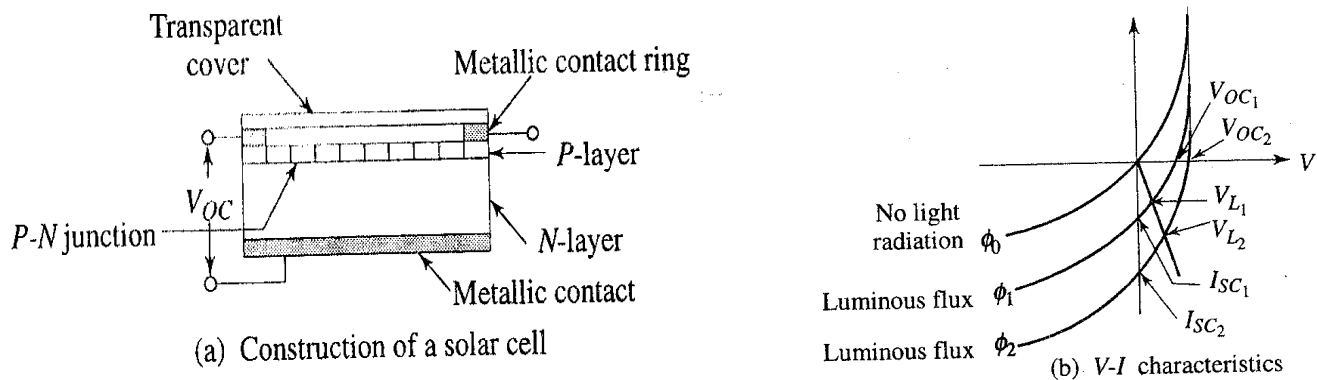 Transparent
cover
Metallic contact ring
P-layer
V_OC
P-N junction
N-layer
Metallic contact
(a) Construction of a solar cell
V_OC1
V_OC2
V
V_L1
V_L2
No light
radiation ϕ0
I_SC1
Luminous flux ϕ1
I_SC2
Luminous flux ϕ2
(b) V-I characteristics